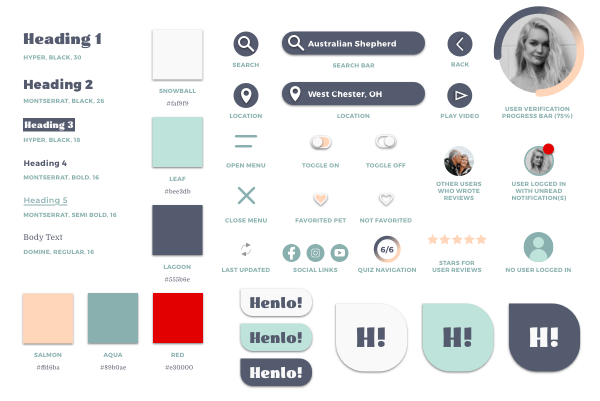 Heading 1
HYPER, BLACK, 30
Heading 2
MONTSERRAT, BLACK, 26
Heading 3
HYPER, BLACK, 18
Heading 4
MONTSERRAT, BOLD, 16
Heading 5
MONTSERRAT, SEMI BOLD, 16
Body Text
DOMINE, REGULAR, 16
SNOWBALL
#faf9f9
LEAF
#bee3db
LAGOON
#555b6e
SALMON
#ffd6ba
AQUA
#89b0ae
RED
#e30000
SEARCH
Australian Shepherd
SEARCH BAR
BACK
LOCATION
West Chester, OH
LOCATION
PLAY VIDEO
USER VERIFICATION
PROGRESS BAR (75%)
OPEN MENU
TOGGLE ON
TOGGLE OFF
OTHER USERS
WHO WROTE
REVIEWS
USER LOGGED IN
WITH UNREAD
NOTIFICATION(S)
CLOSE MENU
FAVORITED PET
NOT FAVORITED
LAST UPDATED
SOCIAL LINKS
6/6
QUIZ NAVIGATION
STARS FOR
USER REVIEWS
NO USER LOGGED IN
Henlo!
Henlo!
Henlo!
H!
H!
H!